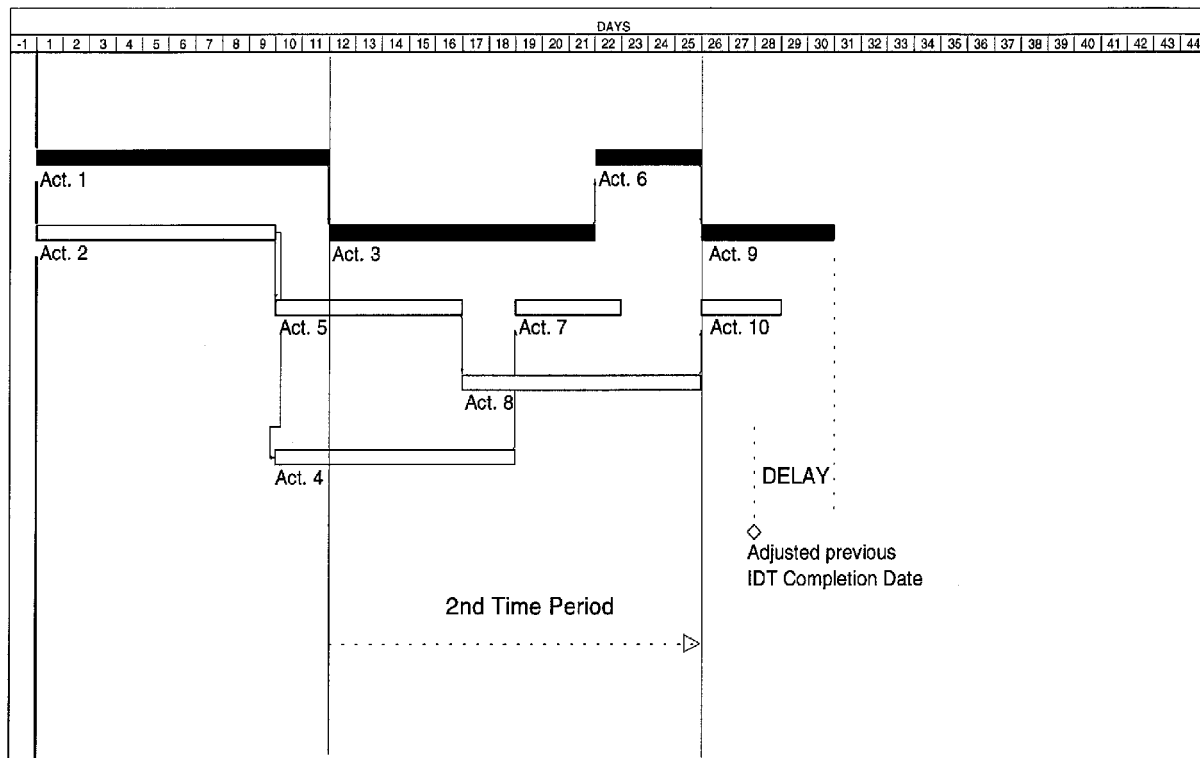 DAYS
-1 1 2 3 4 5 6 7 8 9 10 11 12 13 14 15 16 17 18 19 20 21 22 23 24 25 26 27 28 29 30 31 32 33 34 35 36 37 38 39 40 41 42 43 44
Act. 1
Act. 6
Act. 2
Act. 3
Act. 9
Act. 5
Act. 7
Act. 10
Act. 8
Act. 4
DELAY
Adjusted previous
IDT Completion Date
2nd Time Period